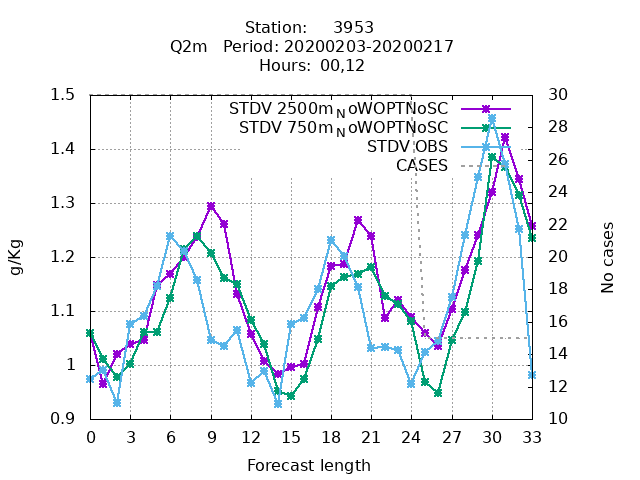 Station: 3953
Q2m Period: 20200203-20200217
Hours: 00,12
STDV 2500m_NoWOPTNoSC
STDV 750m_NoWOPTNoSC
STDV OBS
CASES
g/Kg
No cases
1.5
1.4
1.3
1.2
1.1
1
0.9
30
28
26
24
22
20
18
16
14
12
10
0 3 6 9 12 15 18 21 24 27 30 33
Forecast length